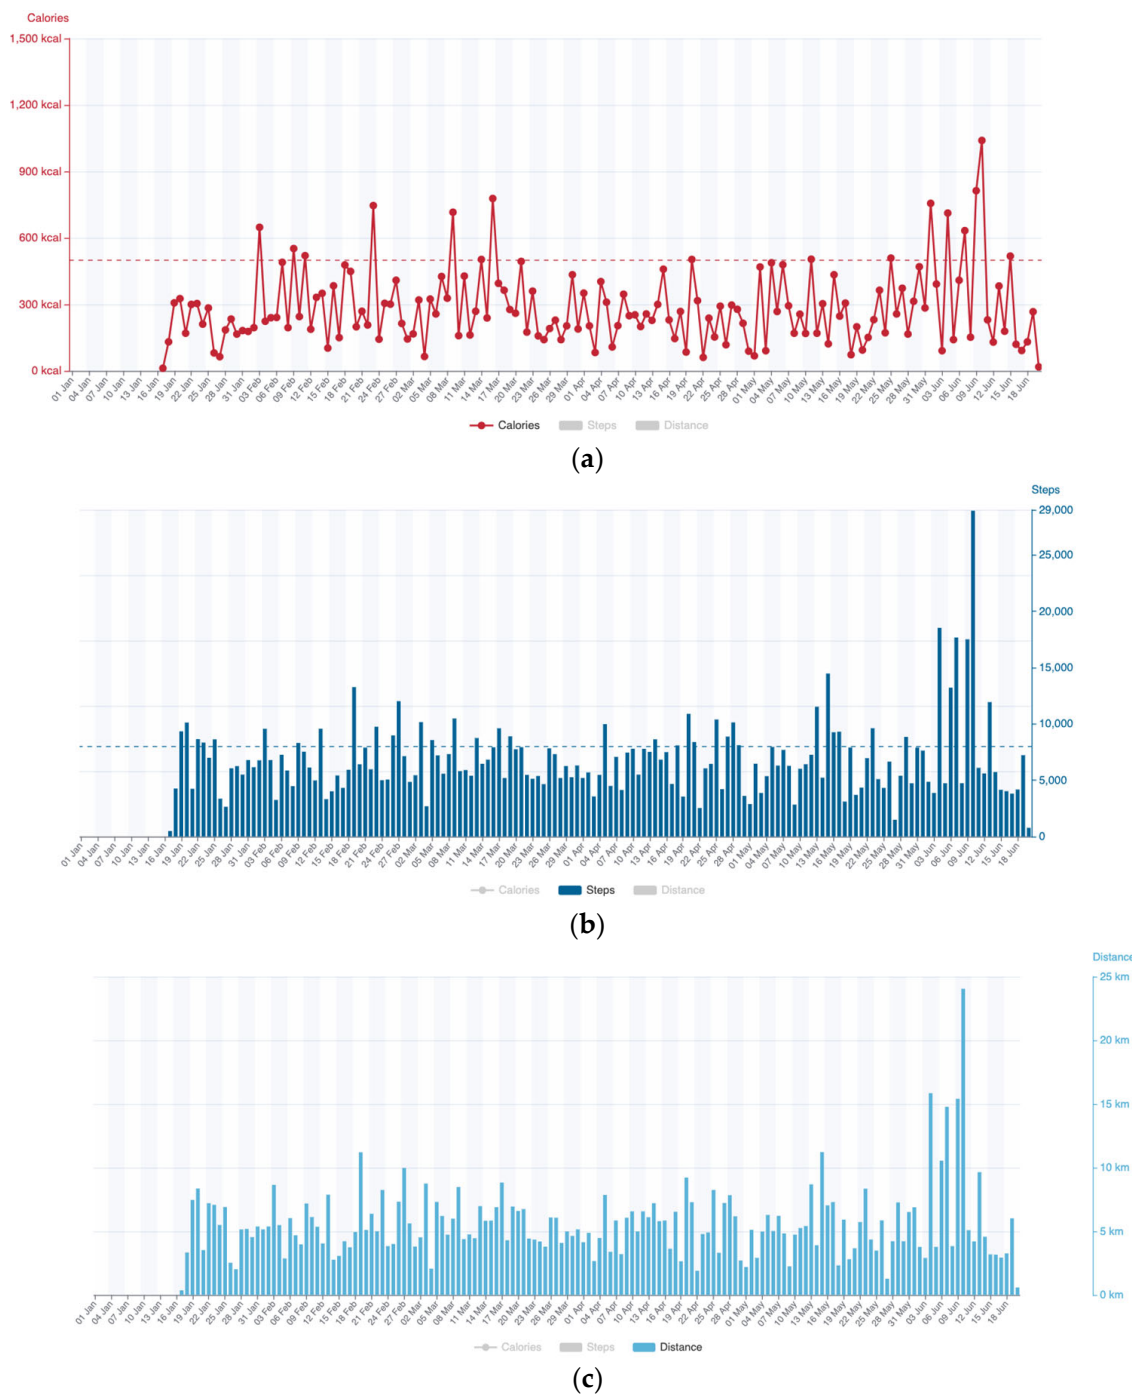 Calories
1,500 kcal
1,200 kcal
900 kcal
600 kcal
300 kcal
0 kcal
01 Jan 04 Jan 07 Jan 10 Jan 13 Jan 16 Jan 19 Jan 22 Jan 25 Jan 28 Jan 31 Jan 03 Feb 06 Feb 09 Feb 12 Feb 15 Feb 18 Feb 21 Feb 24 Feb 27 Feb 02 Mar 05 Mar 08 Mar 11 Mar 14 Mar 17 Mar 20 Mar 23 Mar 26 Mar 29 Mar 01 Apr 04 Apr 07 Apr 10 Apr 13 Apr 16 Apr 19 Apr 22 Apr 25 Apr 28 Apr 01 May 04 May 07 May 10 May 13 May 16 May 19 May 22 May 25 May 28 May 31 May 03 Jun 06 Jun 09 Jun 12 Jun 15 Jun 18 Jun
Calories Steps Distance
(a)
Steps
29,000
25,000
20,000
15,000
10,000
5,000
0
01 Jan 04 Jan 07 Jan 10 Jan 13 Jan 16 Jan 19 Jan 22 Jan 25 Jan 28 Jan 31 Jan 03 Feb 06 Feb 09 Feb 12 Feb 15 Feb 18 Feb 21 Feb 24 Feb 27 Feb 02 Mar 05 Mar 08 Mar 11 Mar 14 Mar 17 Mar 20 Mar 23 Mar 26 Mar 29 Mar 01 Apr 04 Apr 07 Apr 10 Apr 13 Apr 16 Apr 19 Apr 22 Apr 25 Apr 28 Apr 01 May 04 May 07 May 10 May 13 May 16 May 19 May 22 May 25 May 28 May 31 May 03 Jun 06 Jun 09 Jun 12 Jun 15 Jun 18 Jun
Calories Steps Distance
(b)
Distance
25 km
20 km
15 km
10 km
5 km
0 km
01 Jan 04 Jan 07 Jan 10 Jan 13 Jan 16 Jan 19 Jan 22 Jan 25 Jan 28 Jan 31 Jan 03 Feb 06 Feb 09 Feb 12 Feb 15 Feb 18 Feb 21 Feb 24 Feb 27 Feb 02 Mar 05 Mar 08 Mar 11 Mar 14 Mar 17 Mar 20 Mar 23 Mar 26 Mar 29 Mar 01 Apr 04 Apr 07 Apr 10 Apr 13 Apr 16 Apr 19 Apr 22 Apr 25 Apr 28 Apr 01 May 04 May 07 May 10 May 13 May 16 May 19 May 22 May 25 May 28 May 31 May 03 Jun 06 Jun 09 Jun 12 Jun 15 Jun 18 Jun
Calories Steps Distance
(c)